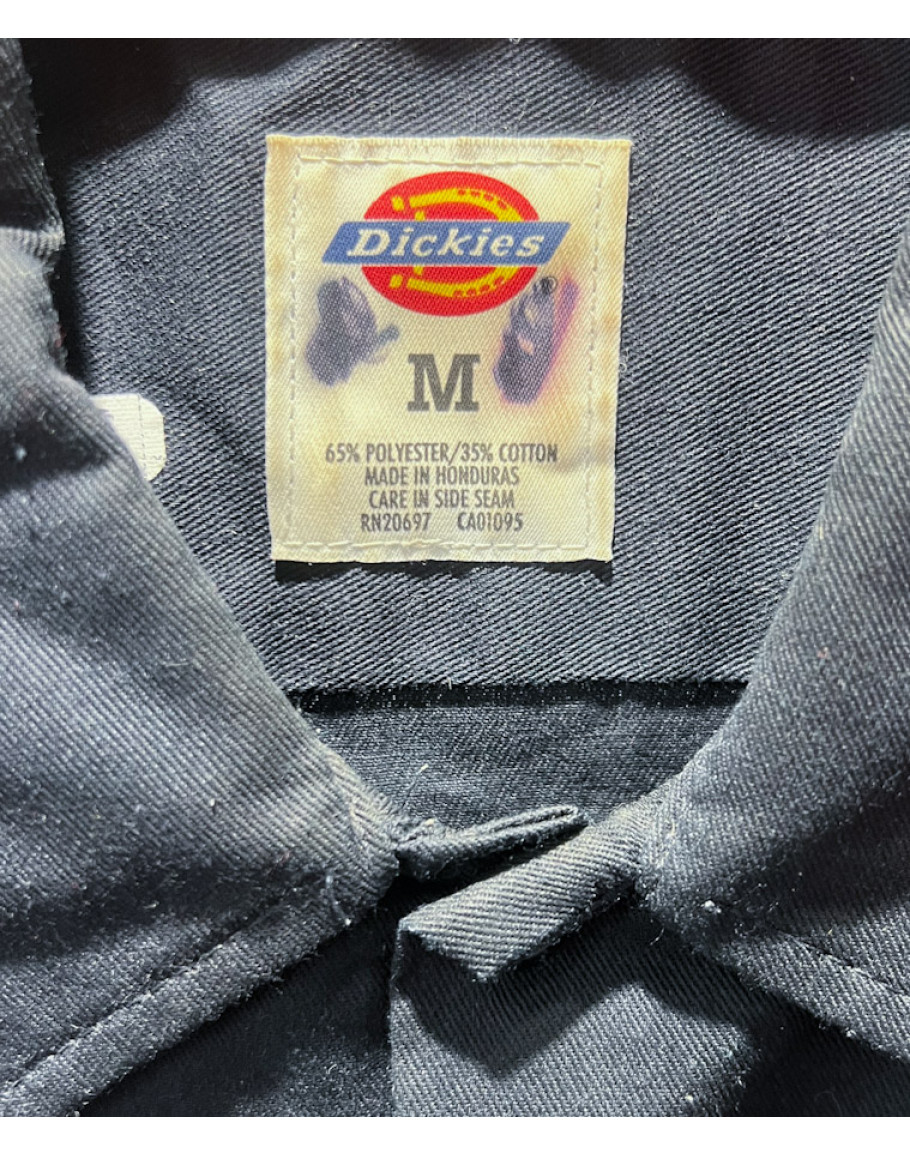 Dickies
M
65% POLYESTER/35% COTTON
MADE IN HONDURAS
CARE IN SIDE SEAM
RN20697 CA01095